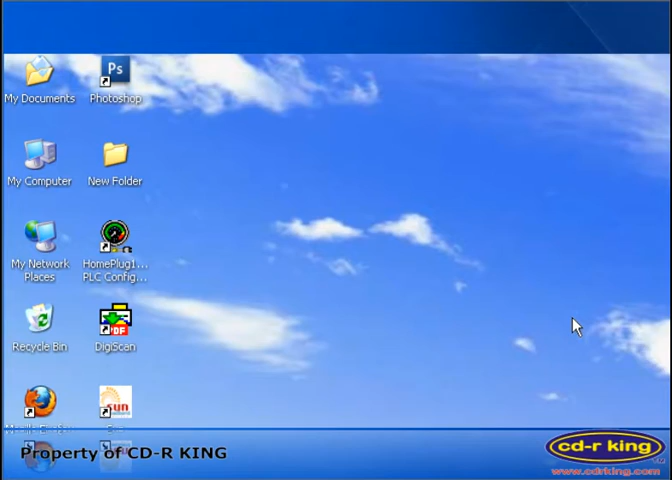 My Documents
Ps
Photoshop
My Computer
New Folder
My Network
Places
HomePlug1...
PLC Config...
Recycle Bin
PDF
DigiScan
sun
Property of CD-R KING
cd-r king
www.cdrking.com